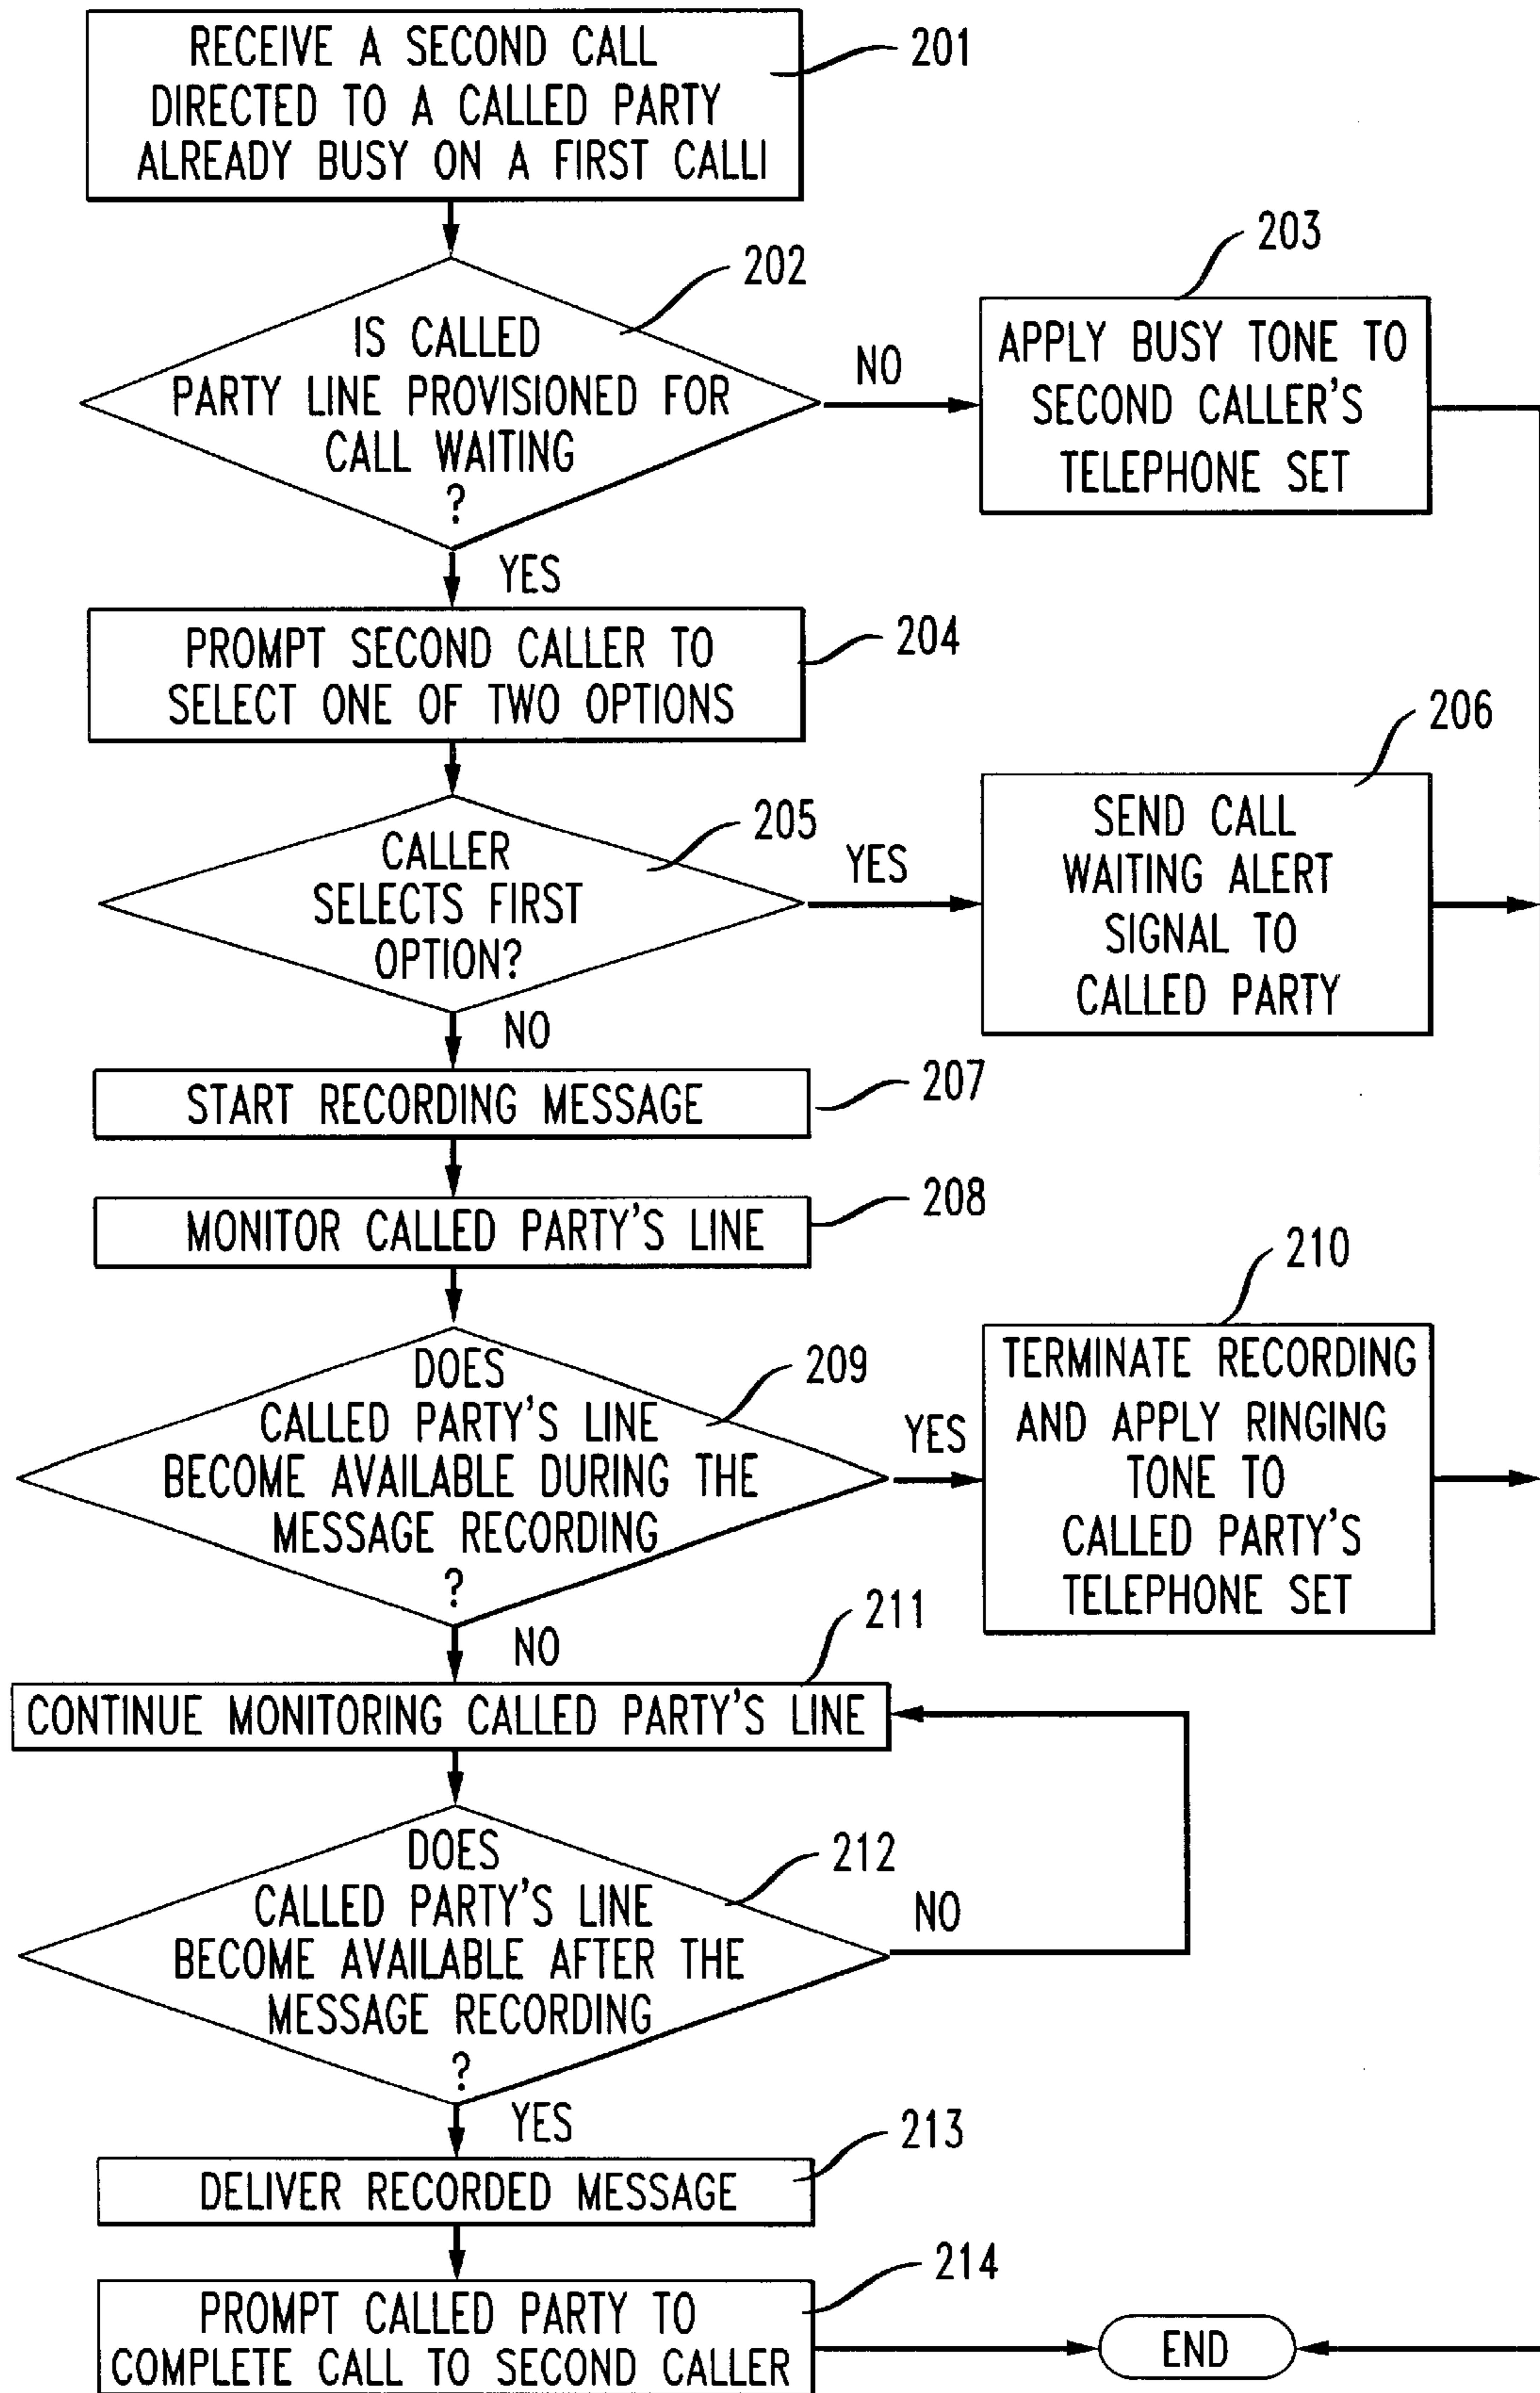 RECEIVE A SECOND CALL
DIRECTED TO A CALLED PARTY
ALREADY BUSY ON A FIRST CALLI
201
IS CALLED
PARTY LINE PROVISIONED FOR
CALL WAITING
?
202
NO
203
APPLY BUSY TONE TO
SECOND CALLER'S
TELEPHONE SET
YES
PROMPT SECOND CALLER TO
SELECT ONE OF TWO OPTIONS
204
CALLER
SELECTS FIRST
OPTION?
205
YES
206
SEND CALL
WAITING ALERT
SIGNAL TO
CALLED PARTY
NO
START RECORDING MESSAGE
207
MONITOR CALLED PARTY'S LINE
208
DOES
CALLED PARTY'S LINE
BECOME AVAILABLE DURING THE
MESSAGE RECORDING
?
209
YES
210
TERMINATE RECORDING
AND APPLY RINGING
TONE TO
CALLED PARTY'S
TELEPHONE SET
NO
211
CONTINUE MONITORING CALLED PARTY'S LINE
DOES
CALLED PARTY'S LINE
BECOME AVAILABLE AFTER THE
MESSAGE RECORDING
?
212
NO
YES
213
DELIVER RECORDED MESSAGE
214
PROMPT CALLED PARTY TO
COMPLETE CALL TO SECOND CALLER
END